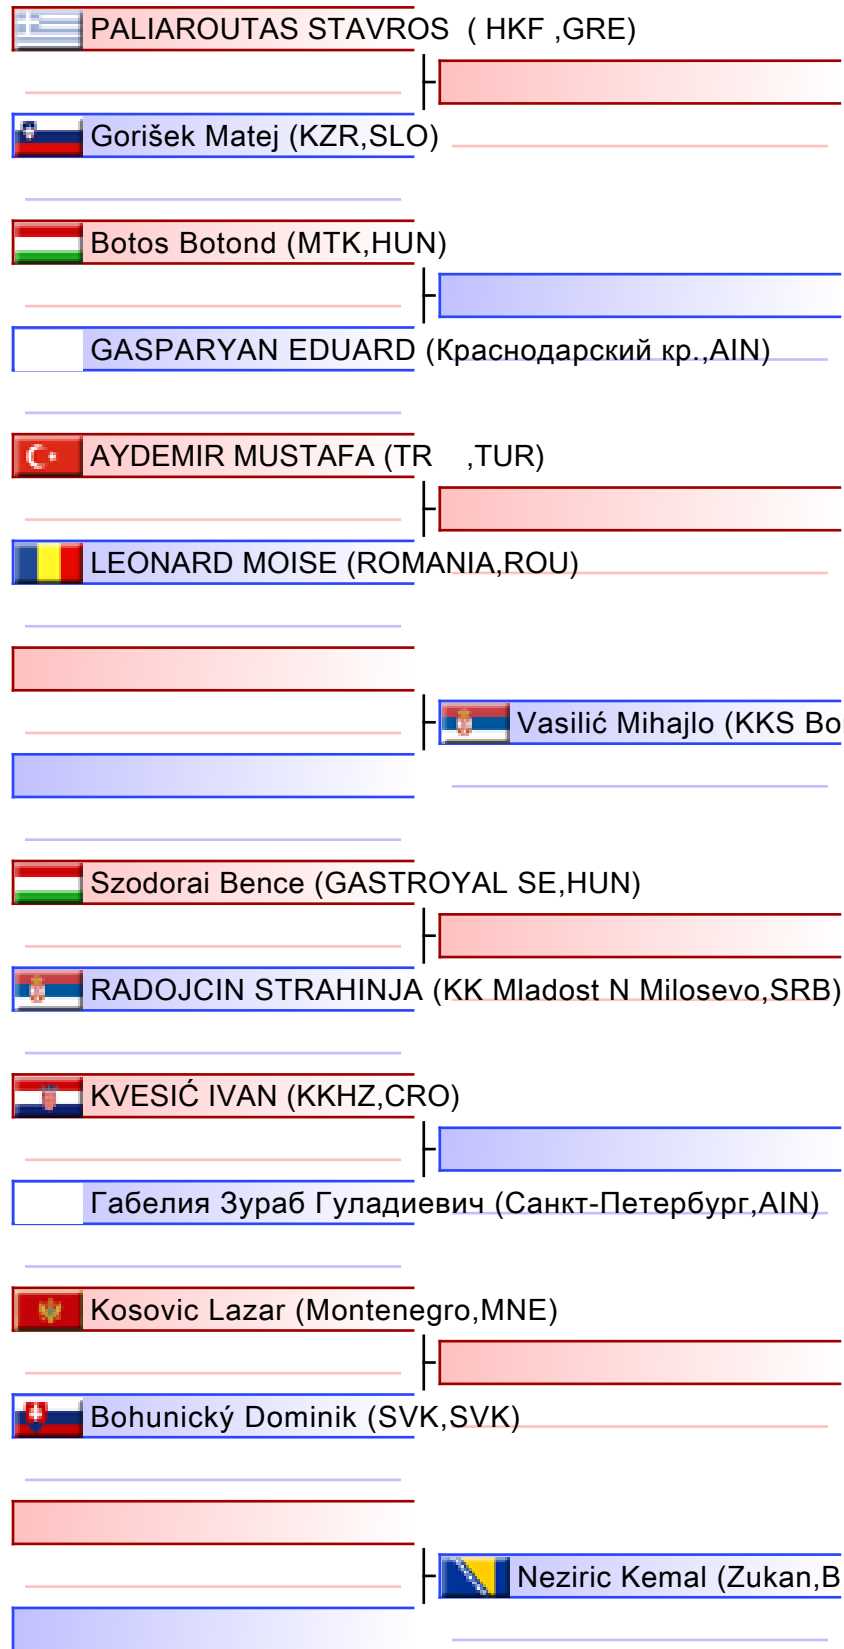 PALIAROUTAS STAVROS ( HKF ,GRE)
Gorišek Matej (KZR,SLO)
Botos Botond (MTK,HUN)
GASPARYAN EDUARD (Краснодарский кр.,AIN)
AYDEMIR MUSTAFA (TR ,TUR)
LEONARD MOISE (ROMANIA,ROU)
Vasilić Mihajlo (KKS Bo
Szodorai Bence (GASTROYAL SE,HUN)
RADOJCIN STRAHINJA (KK Mladost N Milosevo,SRB)
KVESIĆ IVAN (KKHZ,CRO)
Габелия Зураб Гуладиевич (Санкт-Петербург,AIN)
Kosovic Lazar (Montenegro,MNE)
Bohunický Dominik (SVK,SVK)
Neziric Kemal (Zukan,B